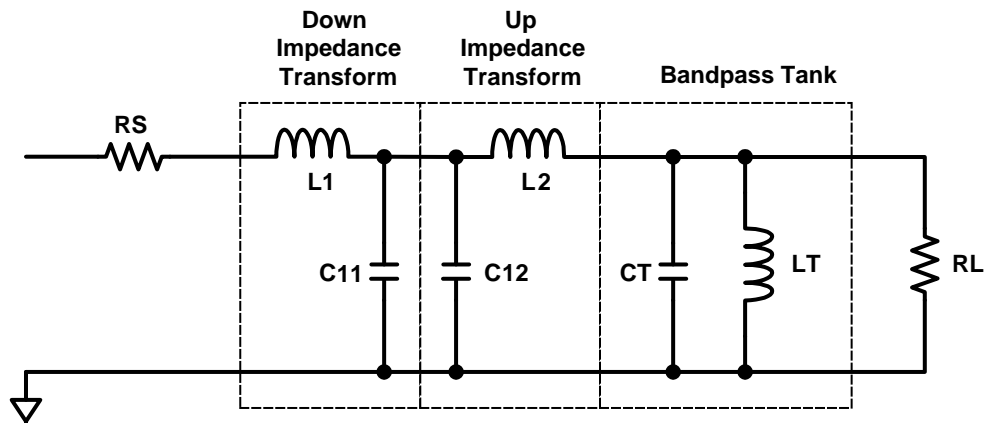 Down
Impedance
Transform
Up
Impedance
Transform
Bandpass Tank
RS
L1
L2
C11
C12
CT
LT
RL